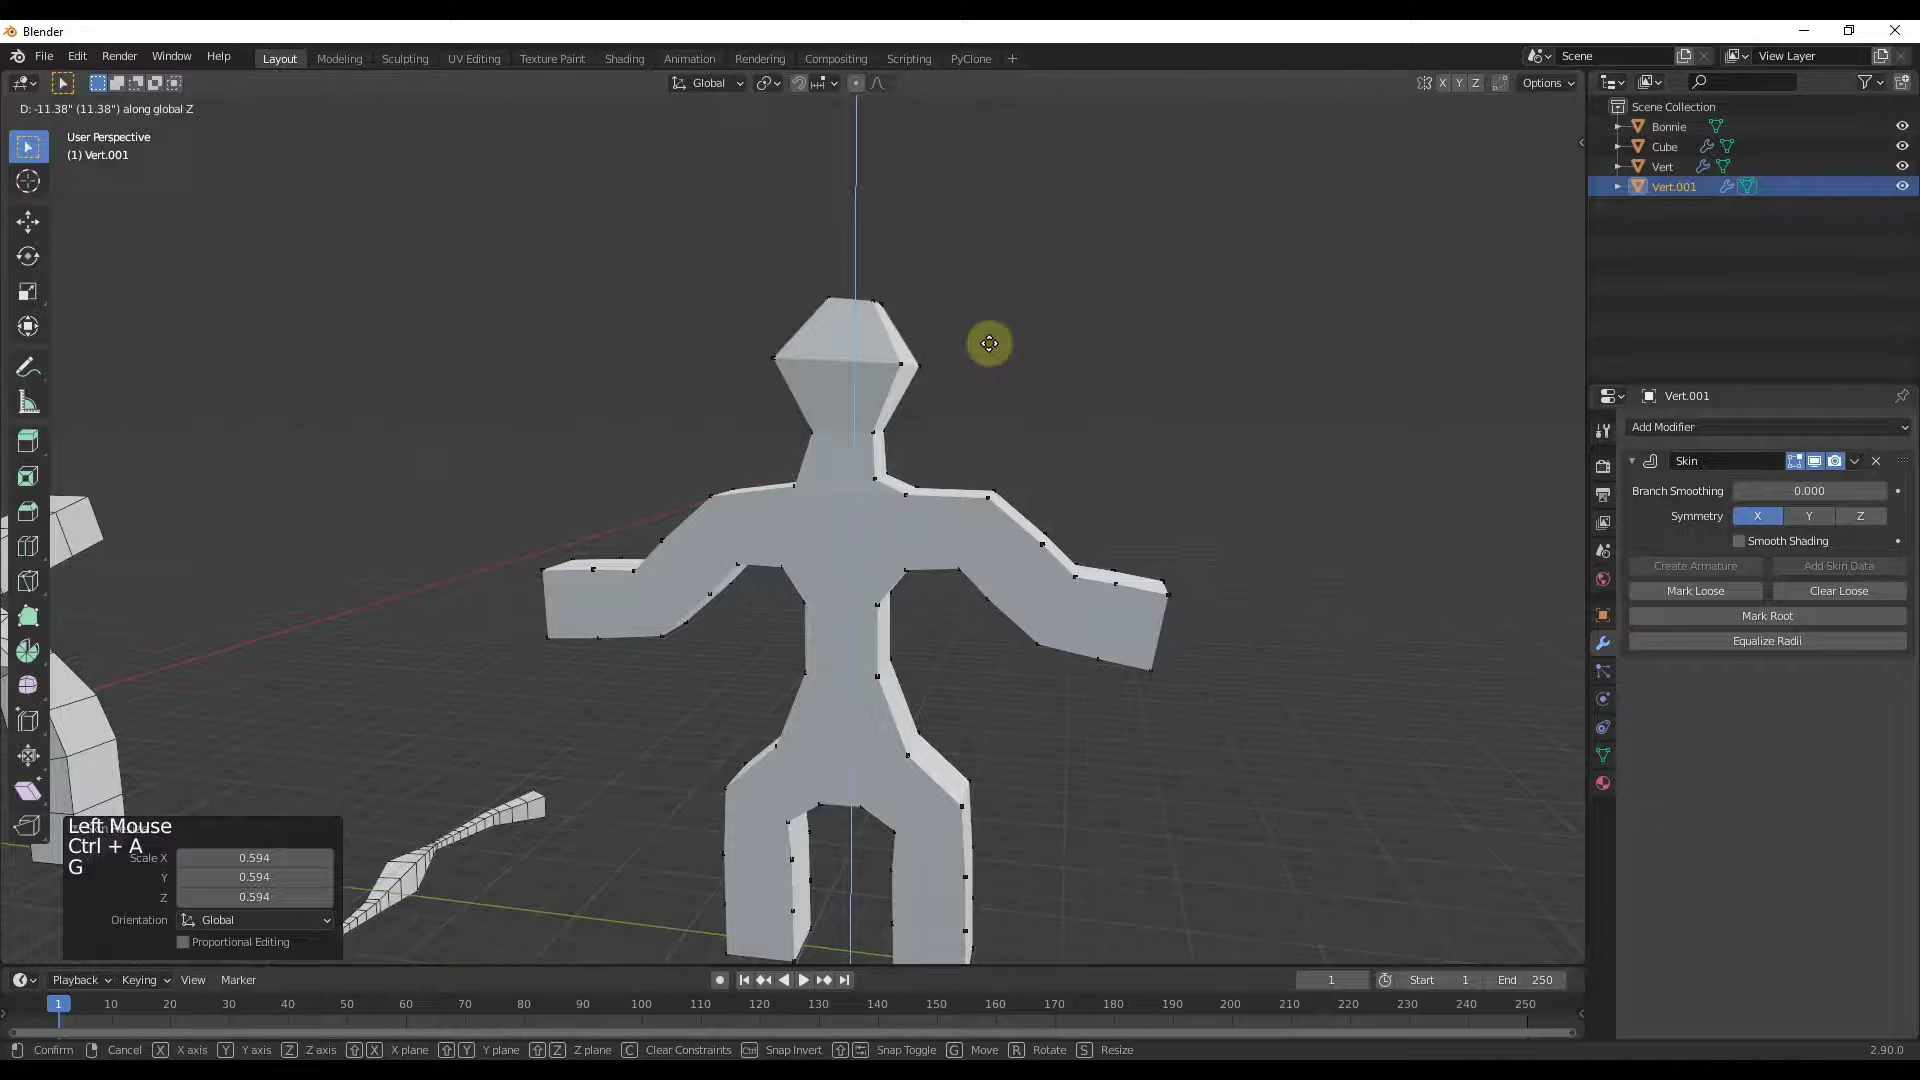 Blender
File Edit Render Window Help Layout Modeling Sculpting UV Editing Texture Paint Shading Animation Rendering Compositing Scripting PyClone + Scene View Layer
Global X Y Z Options
D: -11.38" (11.38") along global Z
User Perspective
(1) Vert.001
Scene Collection
Bonnie
Cube
Vert
Vert.001
Vert.001
Add Modifier
Skin
Branch Smoothing 0.000
Symmetry X Y Z
Smooth Shading
Create Armature Add Skin Data
Mark Loose Clear Loose
Mark Root
Equalize Radii
Left Mouse
Ctrl + A
G
Scale X 0.594
Y 0.594
Z 0.594
Orientation Global
Proportional Editing
Playback Keying View Marker 1 Start 1 End 250
1 10 20 30 40 50 60 70 80 90 100 110 120 130 140 150 160 170 180 190 200 210 220 230 240 250
Confirm Cancel X X axis Y Y axis Z Z axis X X plane Y Y plane Z Z plane C Clear Constraints Ctrl Snap Invert Snap Toggle G Move R Rotate S Resize 2.90.0